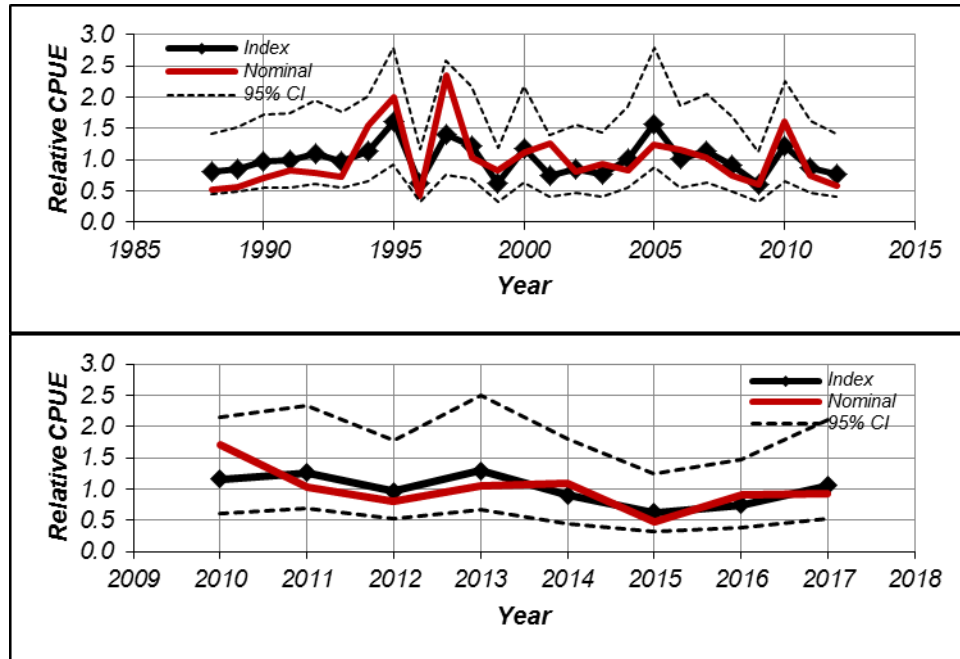 3.0
2.5
2.0
1.5
1.0
0.5
0.0
Relative CPUE
Index
Nominal
95% CI
1985 1990 1995 2000 2005 2010 2015
Year
3.0
2.5
2.0
1.5
1.0
0.5
0.0
Relative CPUE
Index
Nominal
95% CI
2009 2010 2011 2012 2013 2014 2015 2016 2017 2018
Year